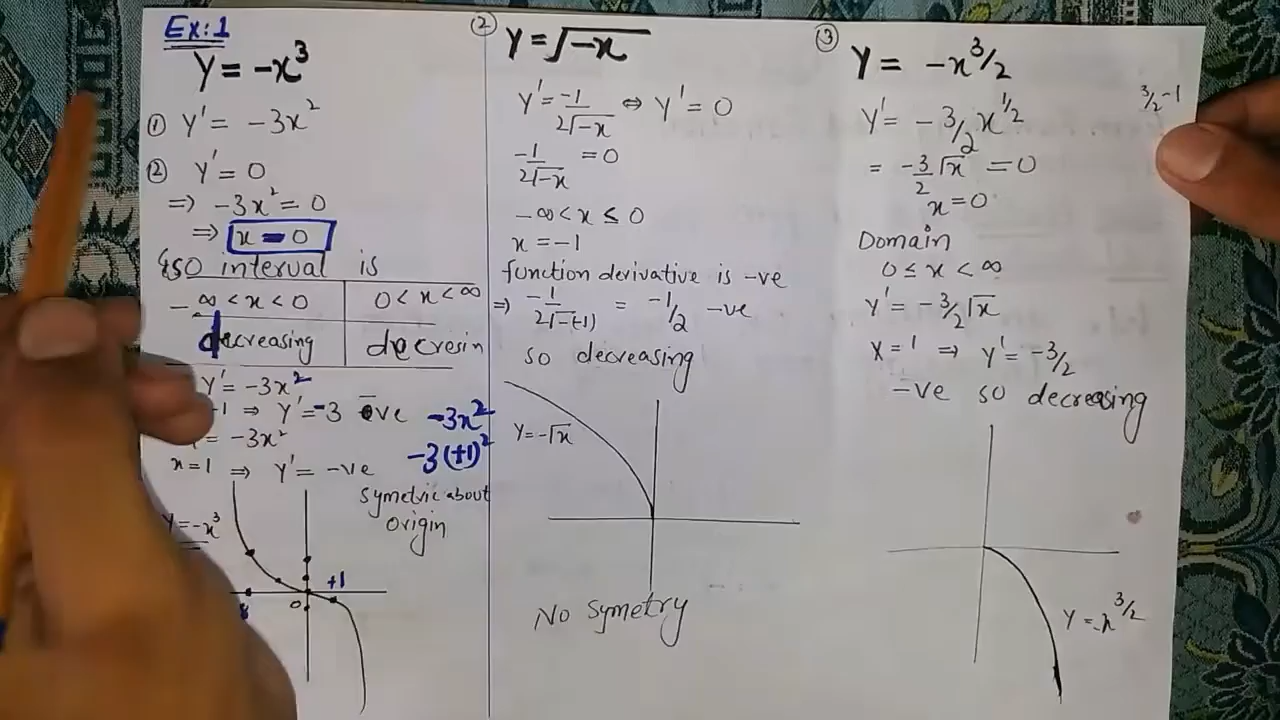 Ex:1
Y = -x³
① Y' = -3x²
② Y' = 0
=> -3x² = 0
=> x = 0
so interval is
-∞ < x < 0 | 0 < x < ∞
decreasing | decresin
Y' = -3x²
-1 => Y' = -3 -ve
-3x²
= -3x²
-3(+1)²
x=1 => Y' = -ve
Symetric about
origin
Y = -x³
0
+1
②
Y = √-x
Y' = -1/2√-x ⇔ Y' = 0
-1/2√-x = 0
-∞ < x ≤ 0
x = -1
function derivative is -ve
=> -1/2√-(-1) = -1/2 -ve
so decreasing
Y = -√x
No Symetry
③
Y = -x^3/2
3/2 -1
Y' = -3/2 x^1/2
= -3/2 √x = 0
x = 0
Domain
0 ≤ x < ∞
Y' = -3/2 √x
x = 1 => Y' = -3/2
-ve so decreasing
Y = -x^3/2